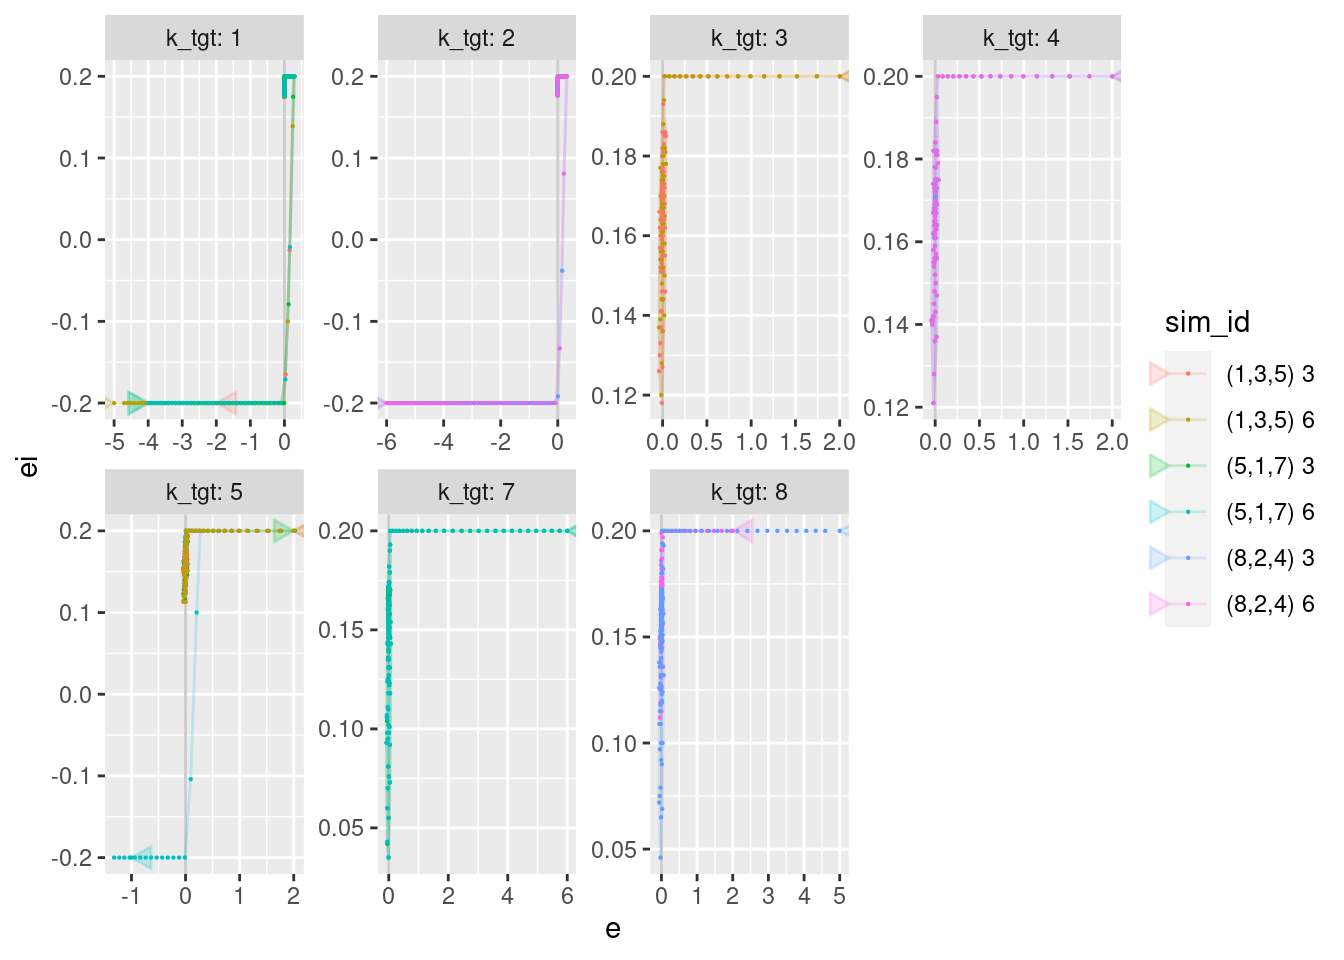 k_tgt: 1
k_tgt: 2
k_tgt: 3
k_tgt: 4
0.2
0.1
0.0
-0.1
-0.2
-5 -4 -3 -2 -1 0
0.2
0.1
0.0
-0.1
-0.2
-6 -4 -2 0
0.20
0.18
0.16
0.14
0.12
0.0 0.5 1.0 1.5 2.0
0.20
0.18
0.16
0.14
0.12
0.0 0.5 1.0 1.5 2.0
ei
k_tgt: 5
k_tgt: 7
k_tgt: 8
0.2
0.1
0.0
-0.1
-0.2
-1 0 1 2
0.20
0.15
0.10
0.05
0 2 4 6
0.20
0.15
0.10
0.05
0 1 2 3 4 5
e
sim_id
(1,3,5) 3
(1,3,5) 6
(5,1,7) 3
(5,1,7) 6
(8,2,4) 3
(8,2,4) 6